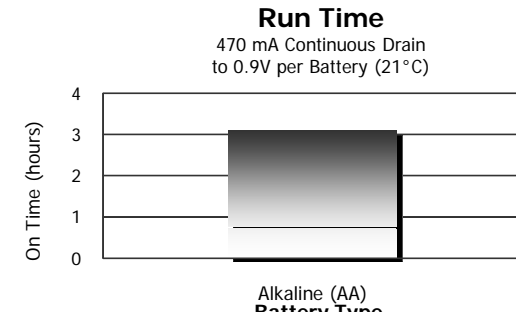 Run Time
470 mA Continuous Drain
to 0.9V per Battery (21°C)
4
3
2
1
0
On Time (hours)
Alkaline (AA)
Battery Type